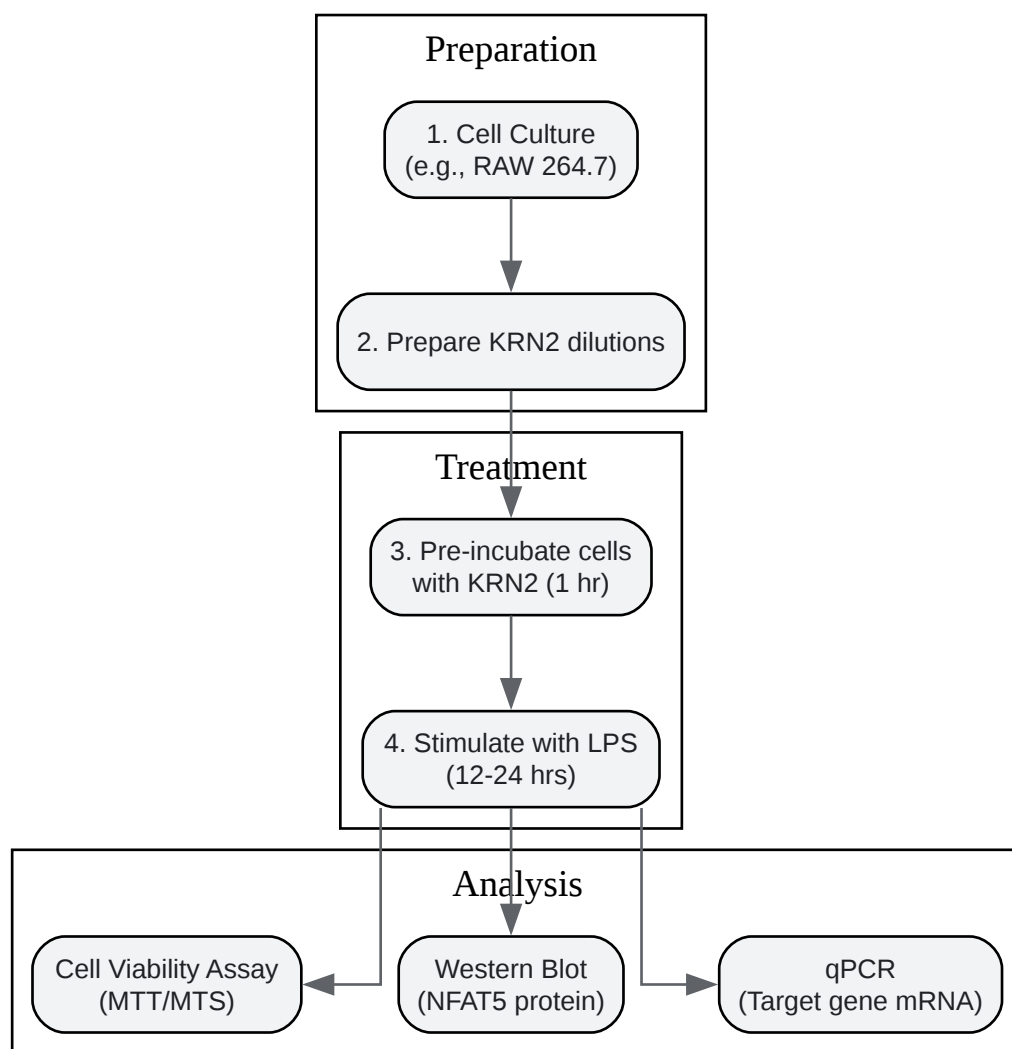 Preparation
1. Cell Culture
(e.g., RAW 264.7)
2. Prepare KRN2 dilutions
Treatment
3. Pre-incubate cells
with KRN2 (1 hr)
4. Stimulate with LPS
(12-24 hrs)
Analysis
Cell Viability Assay
(MTT/MTS)
Western Blot
(NFAT5 protein)
qPCR
(Target gene mRNA)